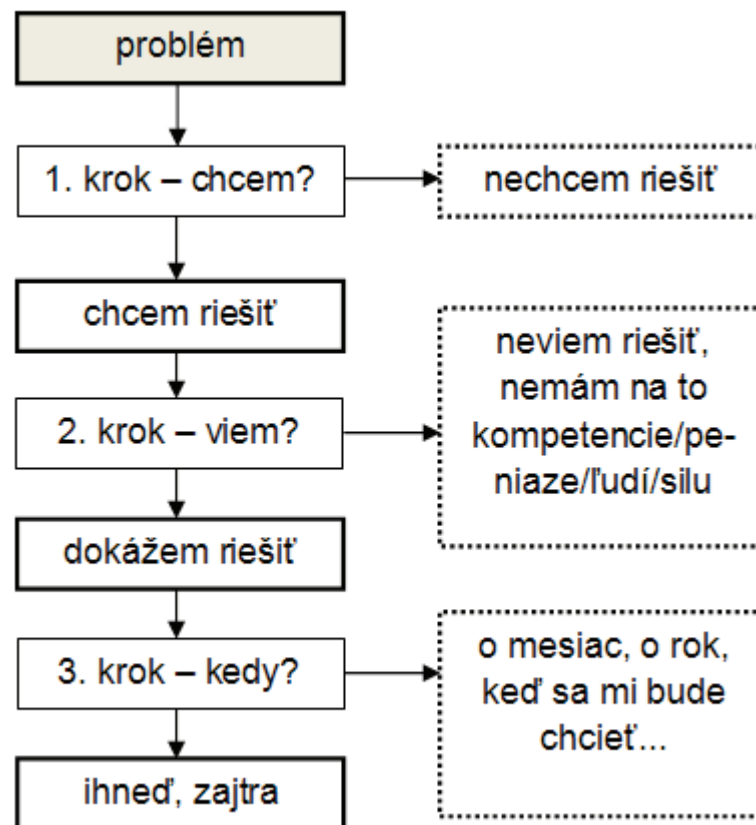 problém
1. krok – chcem?
nechcem riešiť
chcem riešiť
2. krok – viem?
neviem riešiť,
nemám na to
kompetencie/pe-
niaze/ľudí/silu
dokážem riešiť
3. krok – kedy?
o mesiac, o rok,
keď sa mi bude
chcieť...
ihneď, zajtra